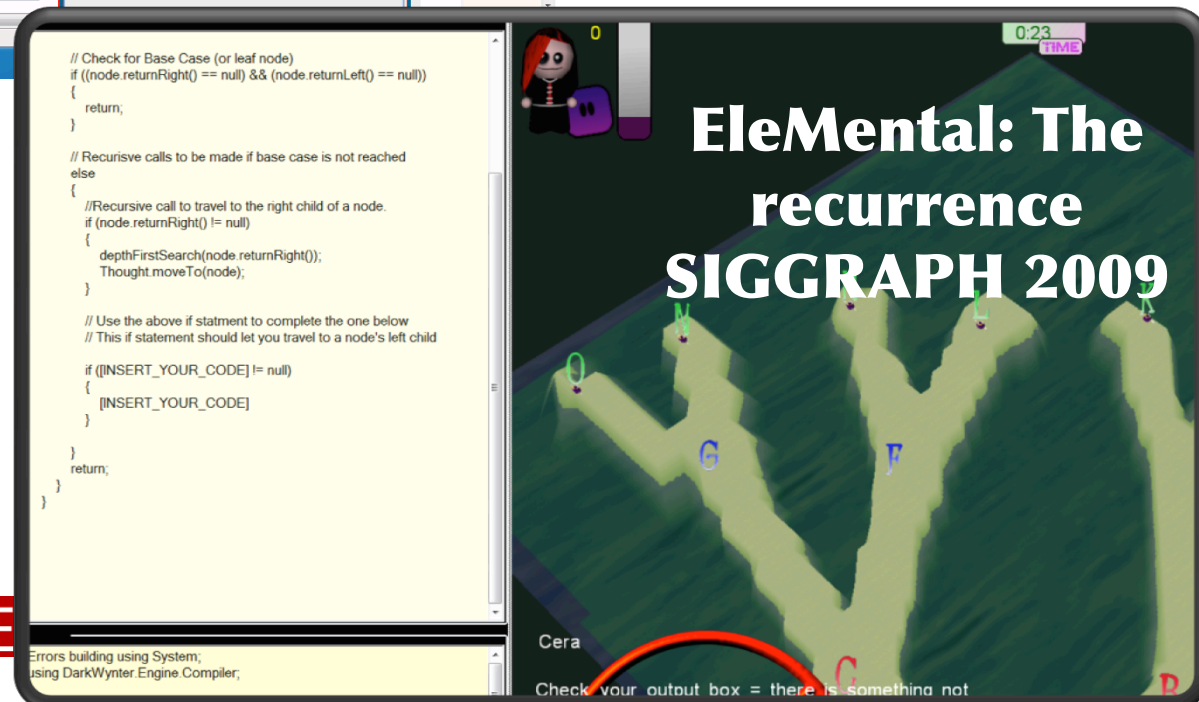 // Check for Base Case (or leaf node)
if ((node.returnRight() == null) && (node.returnLeft() == null))
{
return;
}
// Recurisve calls to be made if base case is not reached
else
{
//Recursive call to travel to the right child of a node.
if (node.returnRight() != null)
{
depthFirstSearch(node.returnRight());
Thought.moveTo(node);
}
// Use the above if statment to complete the one below
// This if statement should let you travel to a node's left child
if ([INSERT_YOUR_CODE] != null)
{
[INSERT_YOUR_CODE]
}
}
return;
}
}
Errors building using System;
using DarkWynter.Engine.Compiler;
0
0:23
TIME
EleMental: The
recurrence
SIGGRAPH 2009
O
N
L
K
G
F
C
B
Cera
Check your output box = there is something not